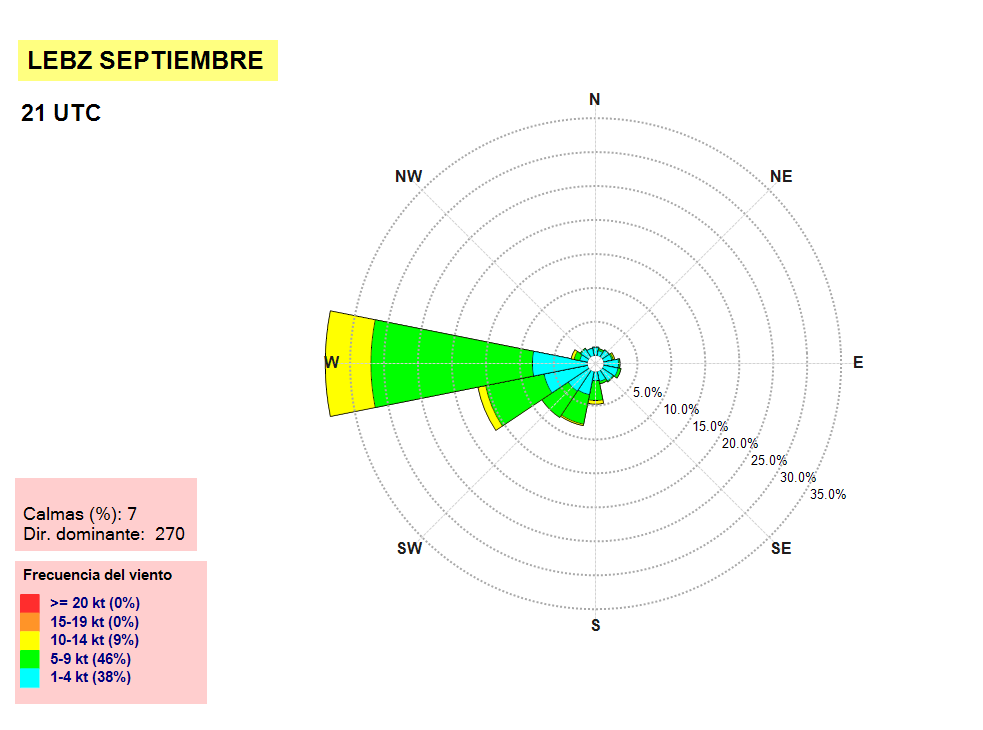 LEBZ SEPTIEMBRE
21 UTC
N
NW
NE
W
E
5.0%
10.0%
15.0%
20.0%
25.0%
30.0%
35.0%
SW
SE
S
Calmas (%): 7
Dir. dominante: 270
Frecuencia del viento
>= 20 kt (0%)
15-19 kt (0%)
10-14 kt (9%)
5-9 kt (46%)
1-4 kt (38%)